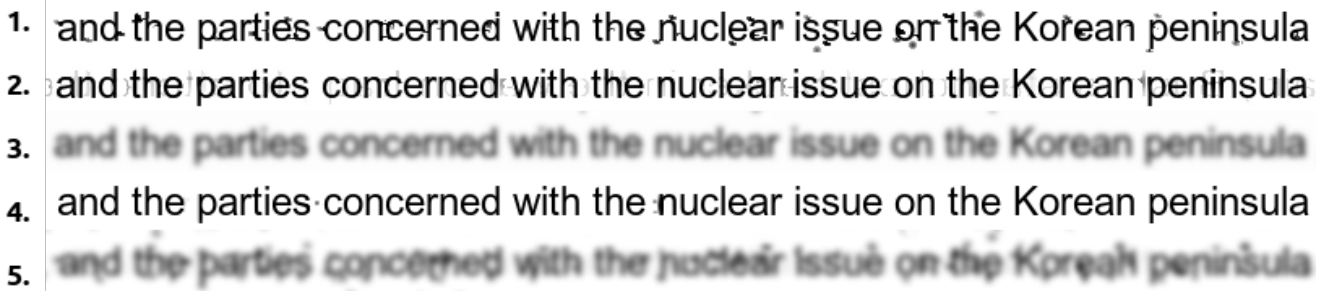 1. and the parties concerned with the nuclear issue on the Korean peninsula
2. and the parties concerned with the nuclear issue on the Korean peninsula
3. and the parties concerned with the nuclear issue on the Korean peninsula
4. and the parties concerned with the nuclear issue on the Korean peninsula
5. and the parties concerned with the nuclear issue on the Korean peninsula